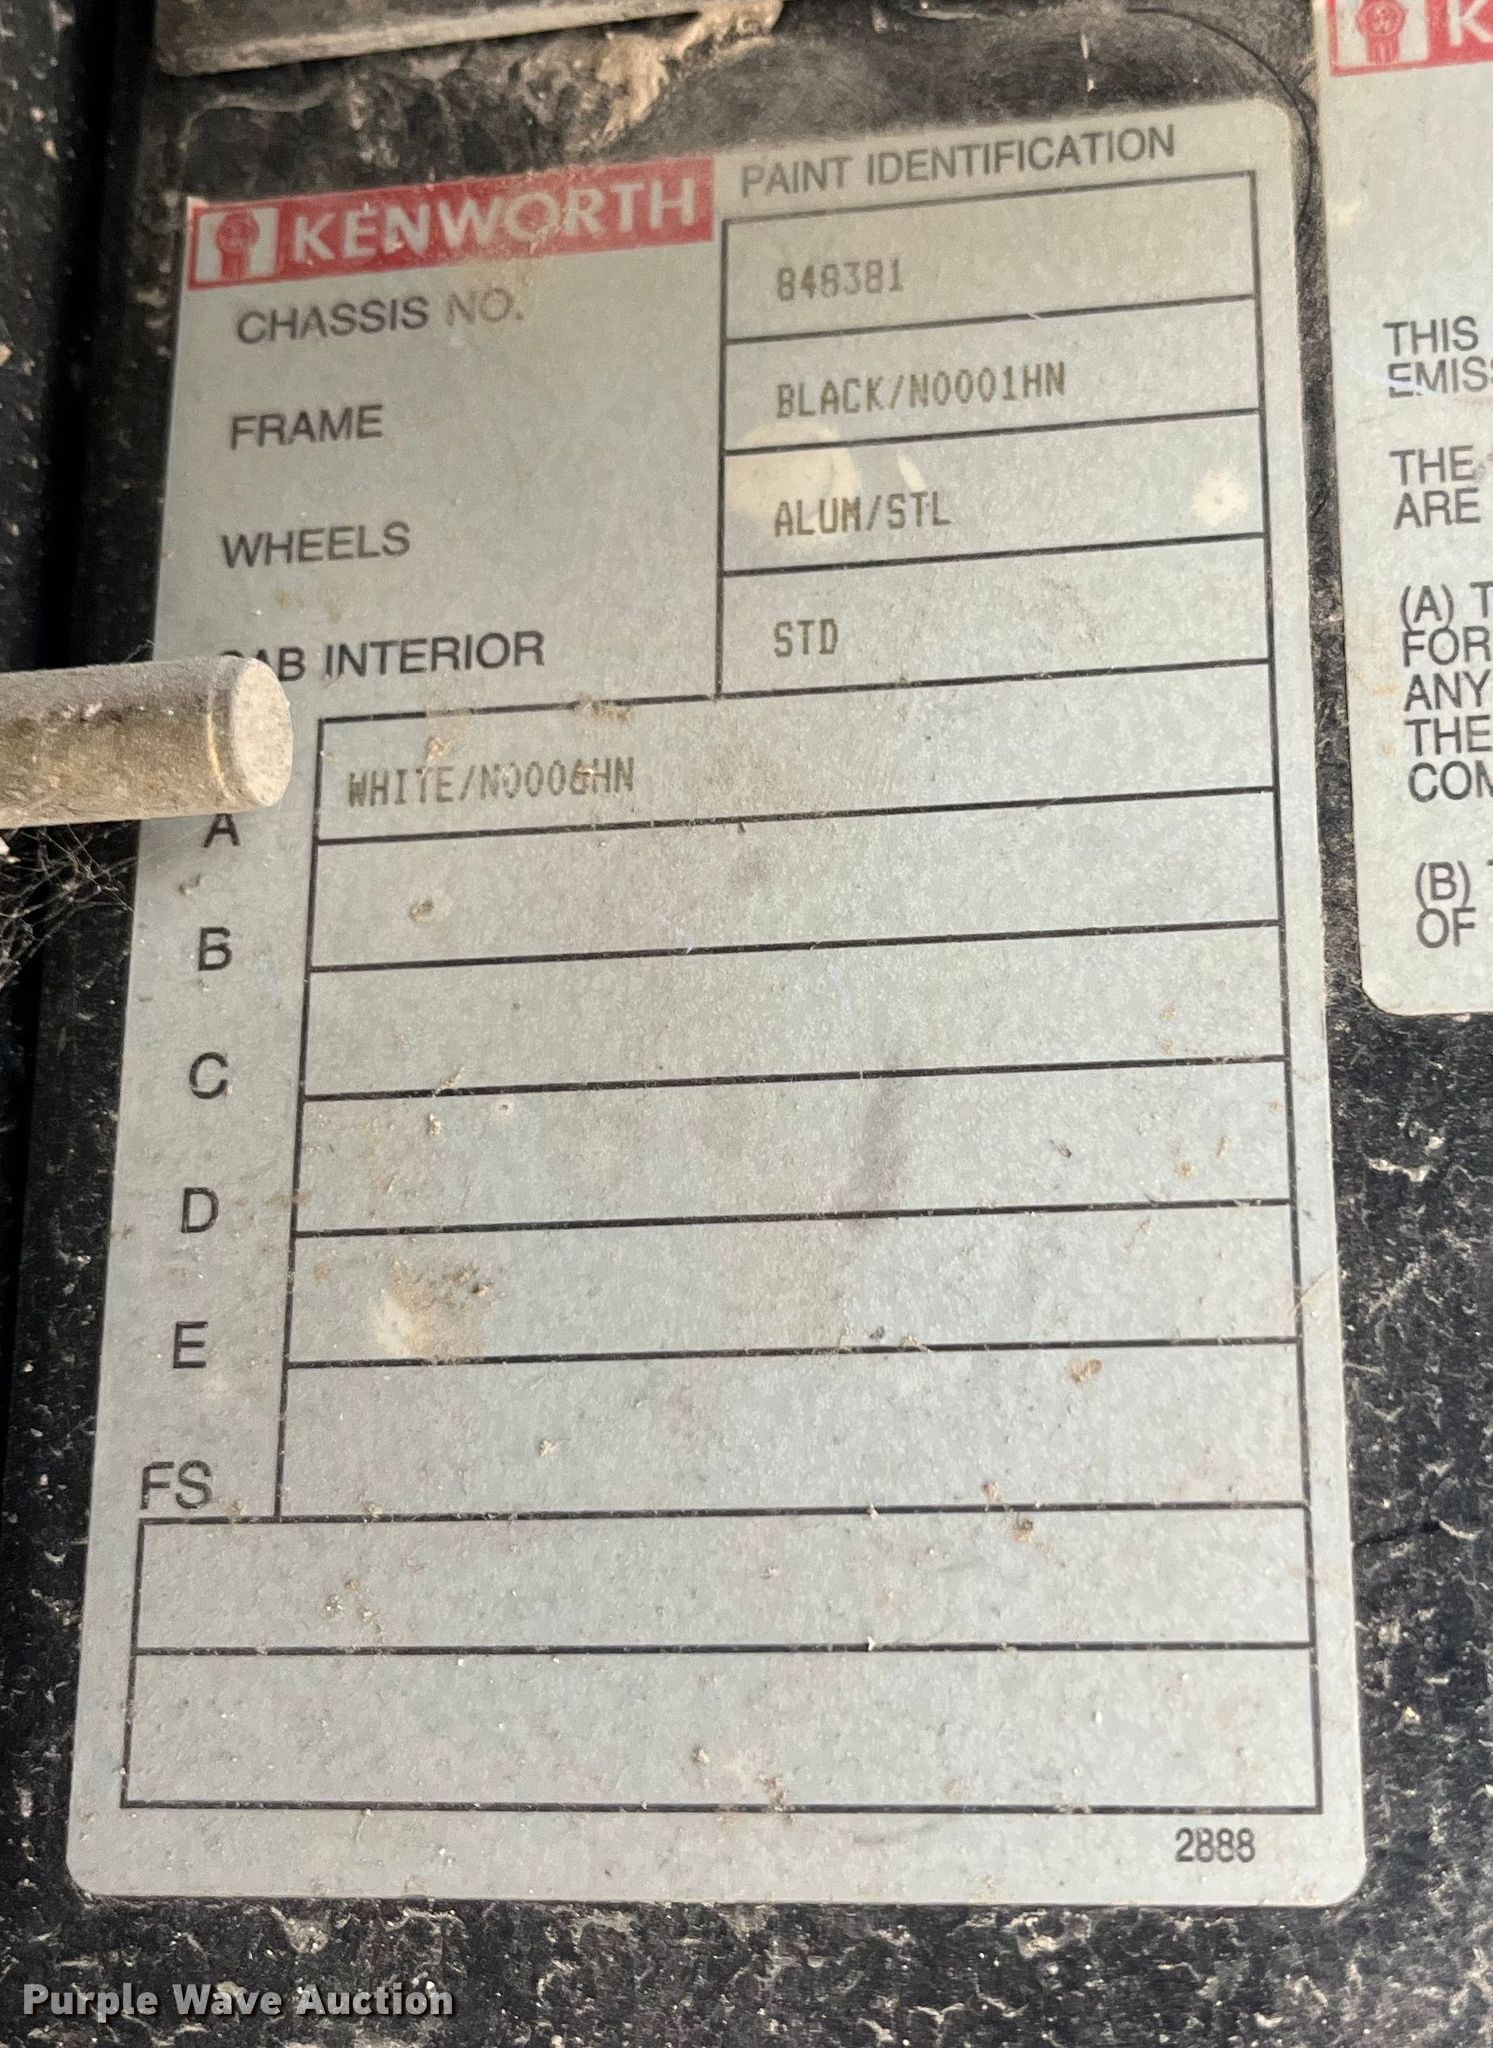 KENWORTH
PAINT IDENTIFICATION
CHASSIS NO. 848381
FRAME BLACK/N0001HN
WHEELS ALUM/STL
CAB INTERIOR STD
A WHITE/N0006HN
B
C
D
E
FS
2888
K
THIS
EMISS
THE
ARE
(A) T
FOR
ANY
THE
COM
(B)
OF
Purple Wave Auction